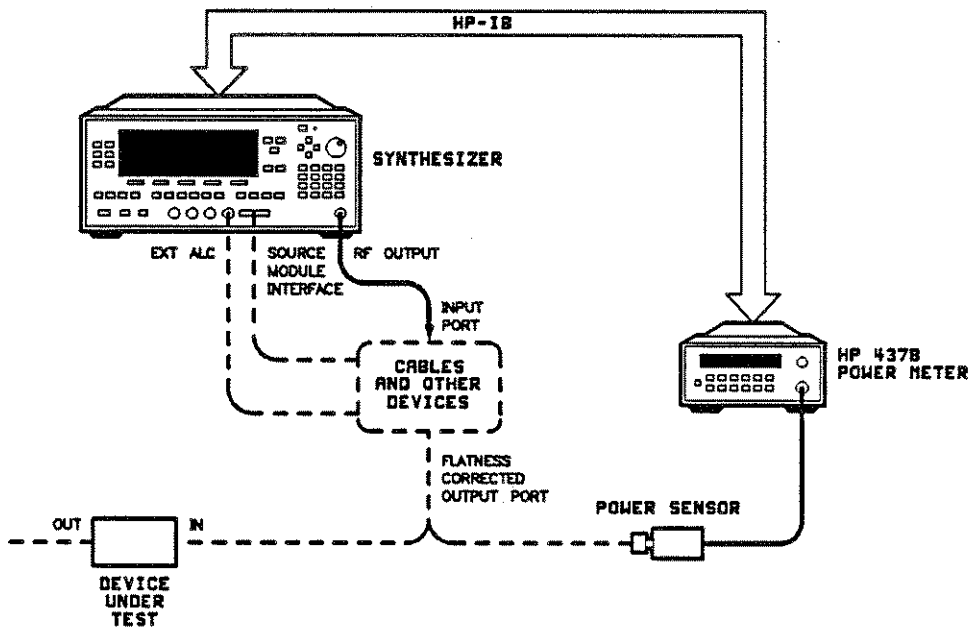 HP-IB
SYNTHESIZER
EXT ALC
SOURCE
MODULE
INTERFACE
RF OUTPUT
INPUT
PORT
CABLES
AND OTHER
DEVICES
HP 437B
POWER METER
FLATNESS
CORRECTED
OUTPUT PORT
POWER SENSOR
OUT
IN
DEVICE
UNDER
TEST